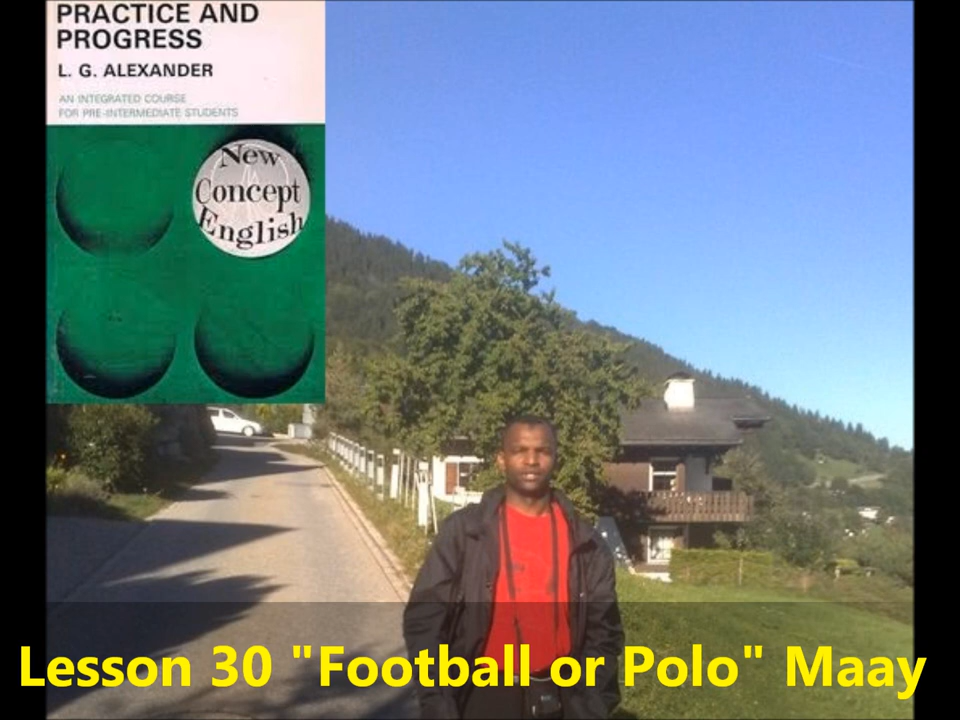 PRACTICE AND
PROGRESS
L. G. ALEXANDER
AN INTEGRATED COURSE
FOR PRE-INTERMEDIATE STUDENTS
New
Concept
English
Lesson 30 "Football or Polo" Maay